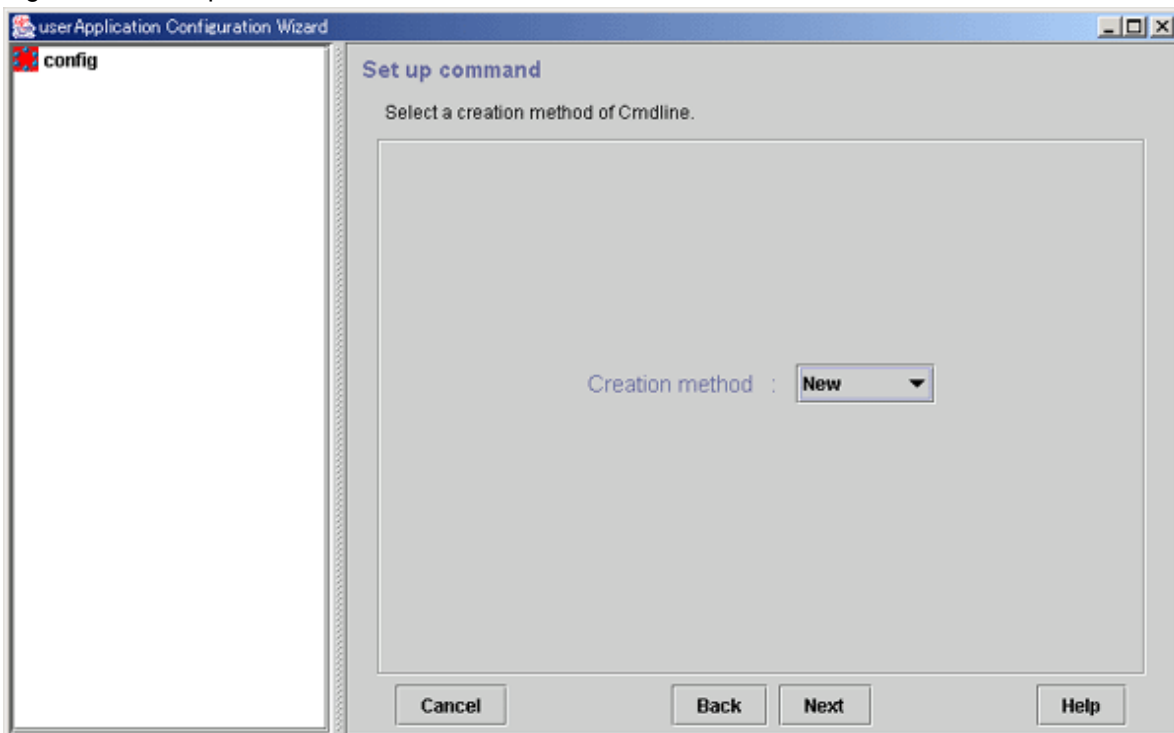 userApplication Configuration Wizard
config
Set up command
Select a creation method of Cmdline.
Creation method : New
Cancel Back Next Help